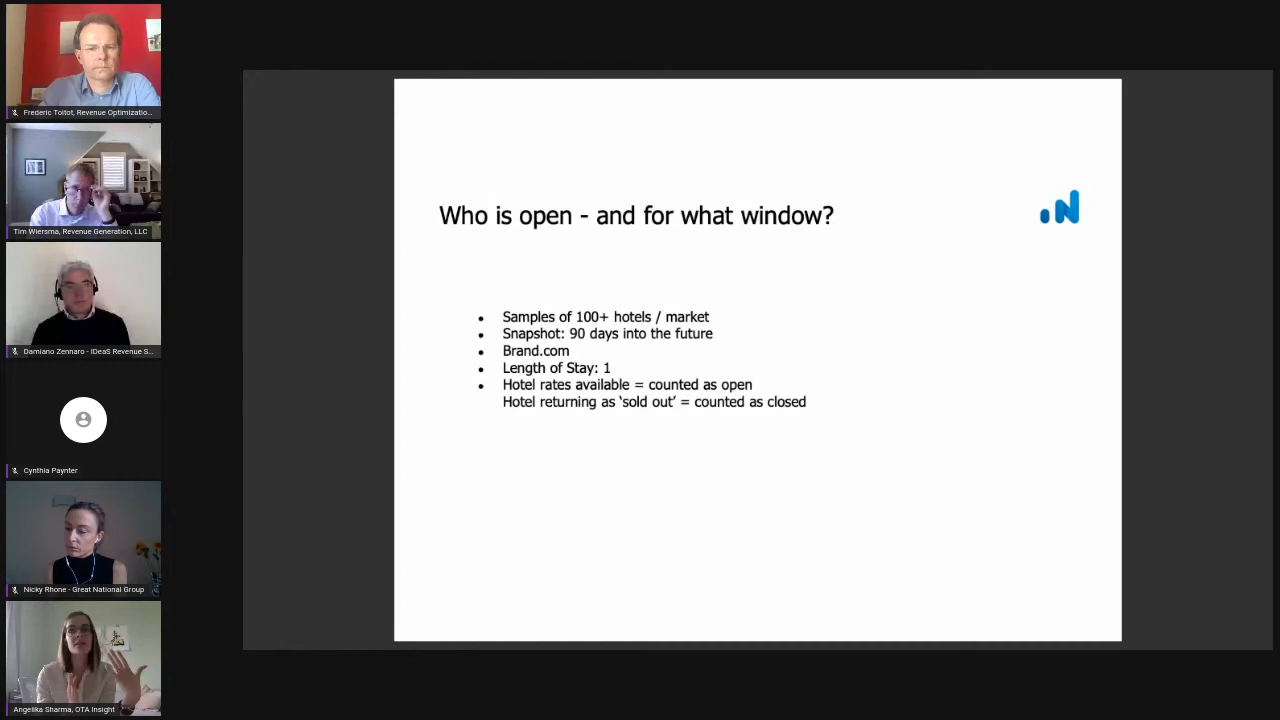 Frederic Toitot, Revenue Optimizatio...
Tim Wiersma, Revenue Generation, LLC
Damiano Zennaro - IDeaS Revenue S...
Cynthia Paynter
Nicky Rhone - Great National Group
Angelika Sharma, OTA Insight
Who is open - and for what window?
• Samples of 100+ hotels / market
• Snapshot: 90 days into the future
• Brand.com
• Length of Stay: 1
• Hotel rates available = counted as open
Hotel returning as ‘sold out’ = counted as closed